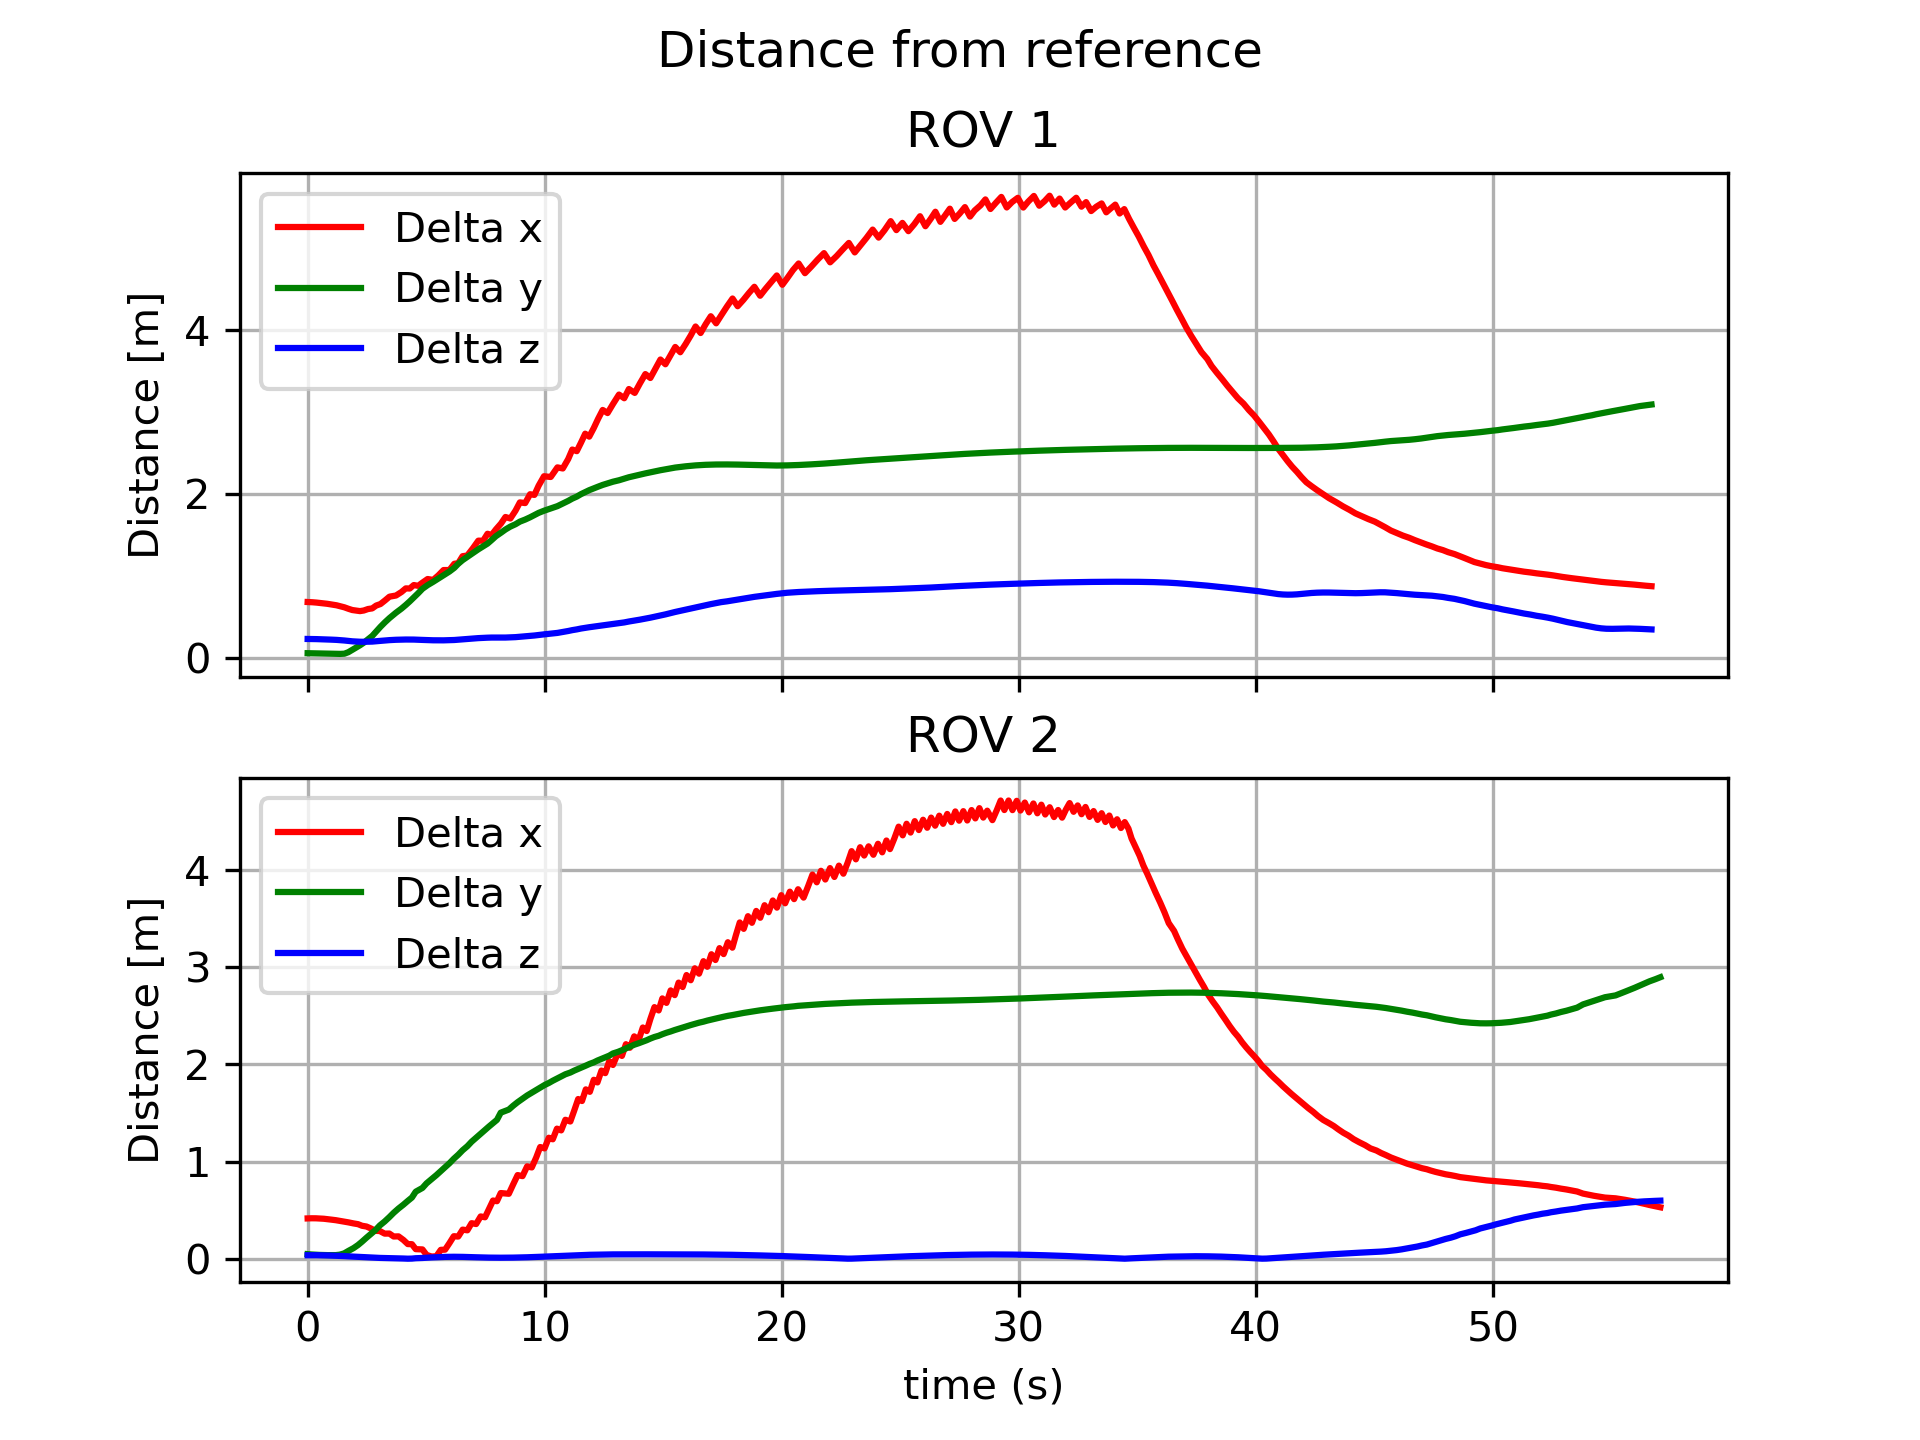 Distance from reference
ROV 1
Distance [m]
4
2
0
Delta x
Delta y
Delta z
ROV 2
Distance [m]
4
3
2
1
0
Delta x
Delta y
Delta z
0 10 20 30 40 50
time (s)